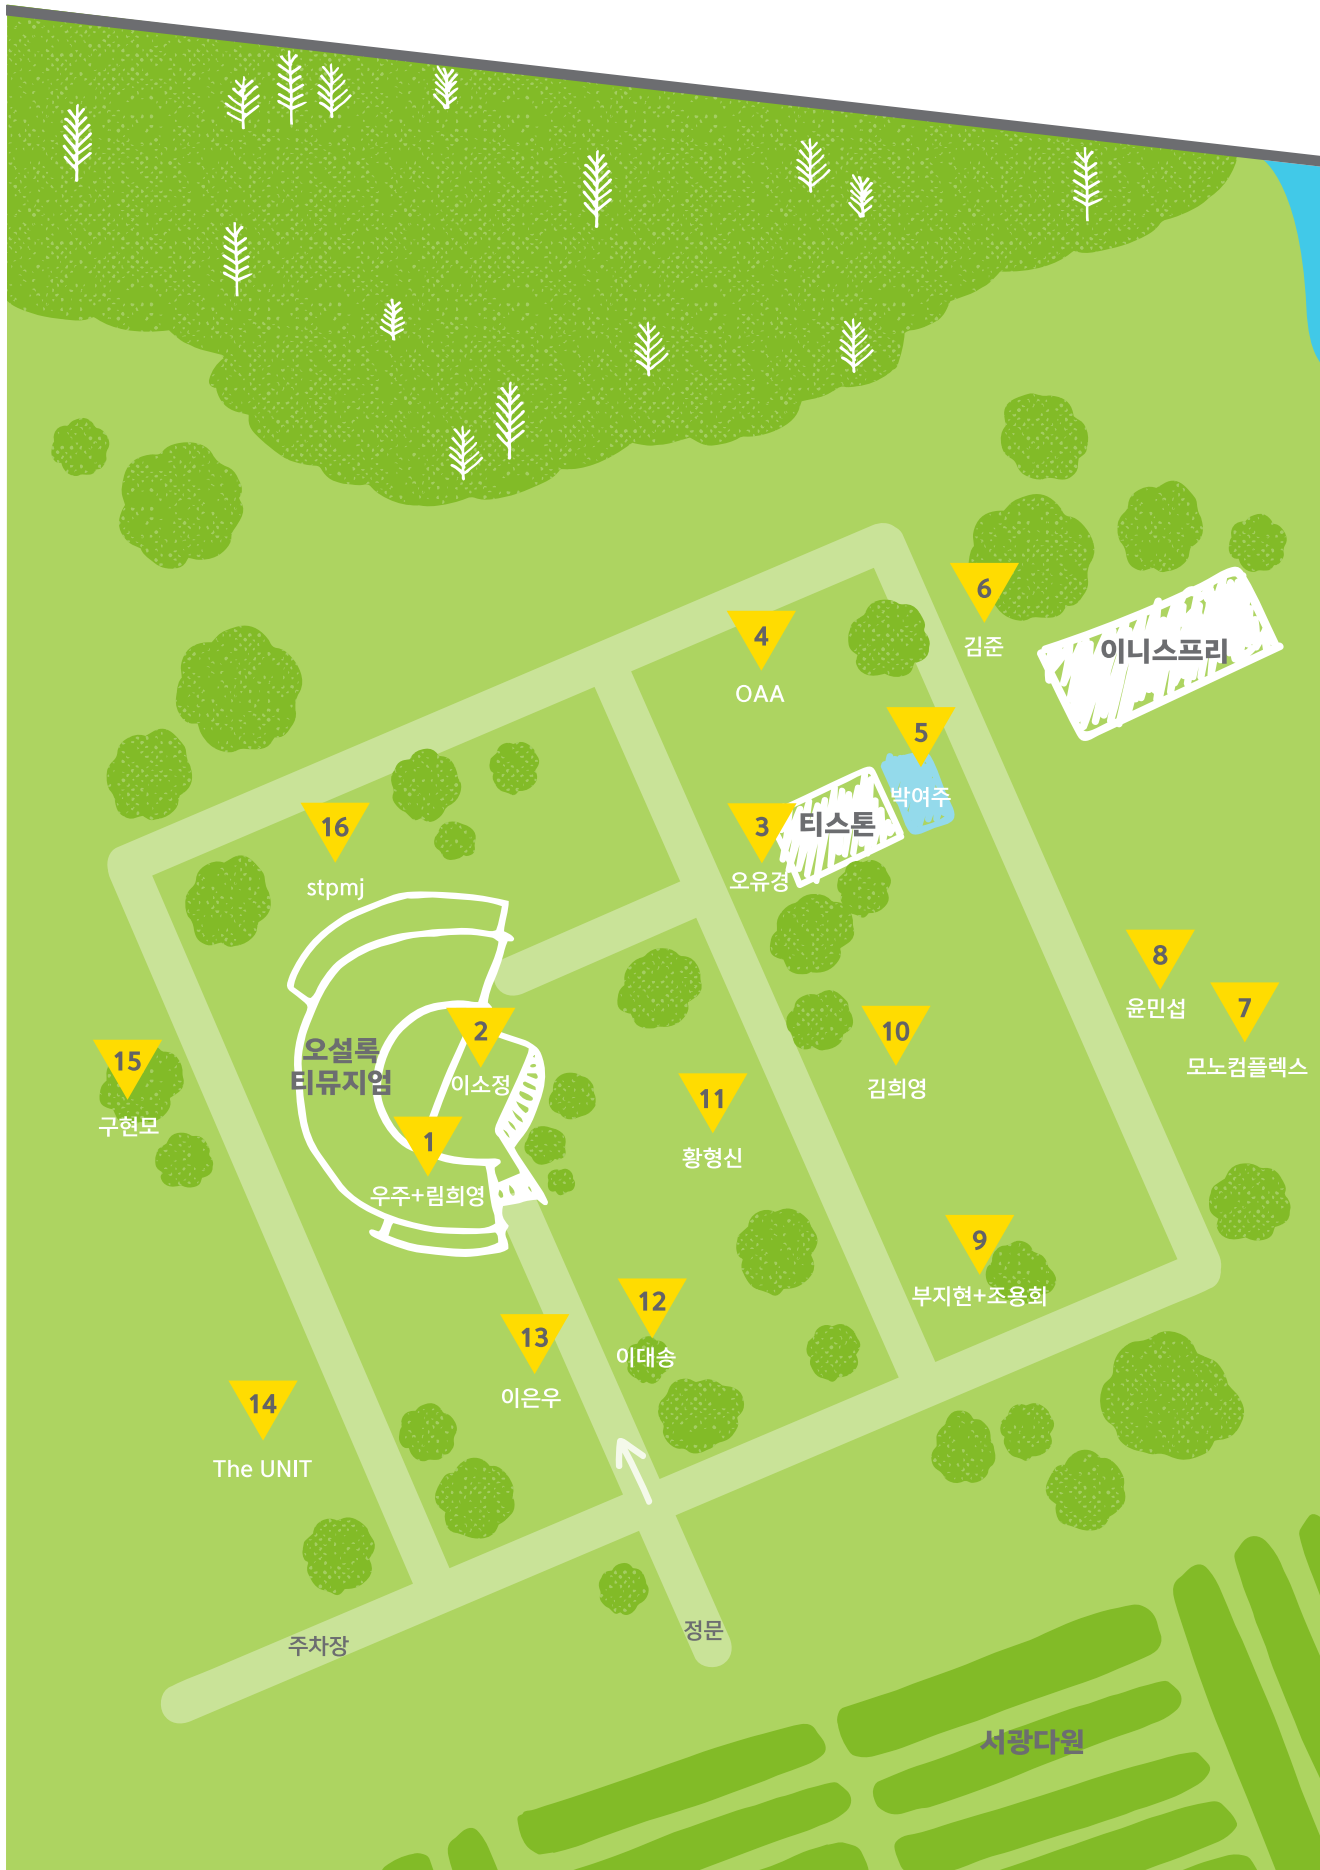 6
김준
이니스프리
4
OAA
5
박여주
3
오유경
티스톤
16
stpmj
8
윤민섭
7
모노컴플렉스
2
이소정
오설록
티뮤지엄
10
김희영
15
구현모
11
황형신
1
우주+림희영
9
부지현+조용회
12
이대송
13
이은우
14
The UNIT
주차장
정문
서광다원